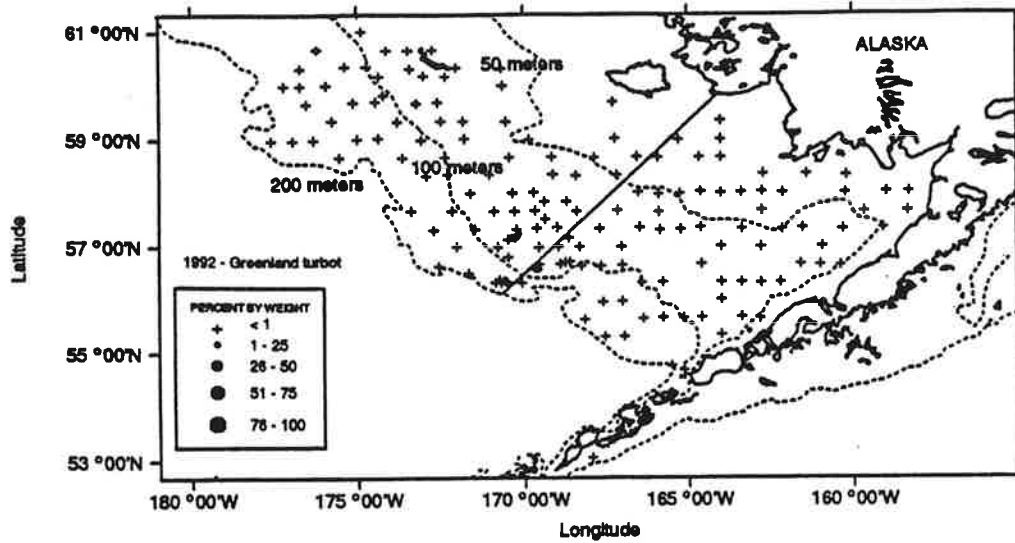 61 °00'N
59 °00'N
57 °00'N
55 °00'N
53 °00'N
Latitude
ALASKA
50 meters
100 meters
200 meters
1992 - Greenland turbot
PERCENT BY WEIGHT
< 1
1 - 25
26 - 50
51 - 75
76 - 100
180 °00'W
175 °00'W
170 °00'W
165 °00'W
160 °00'W
Longitude